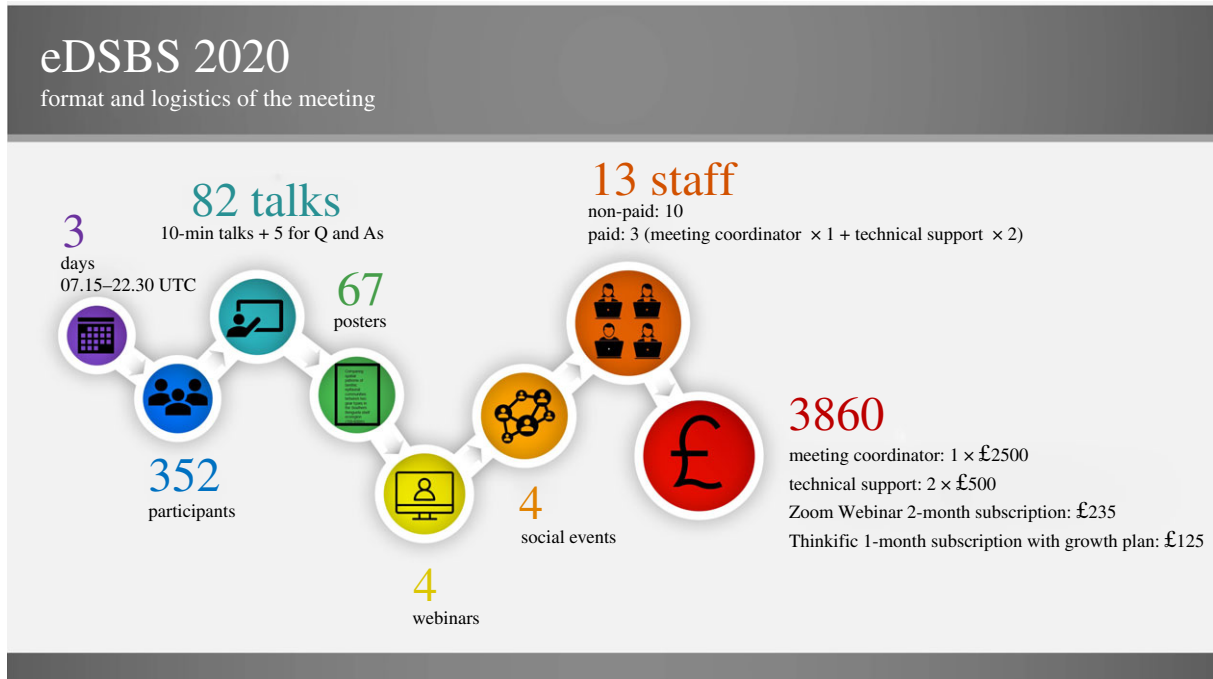 eDSBS 2020
format and logistics of the meeting
3
days
07.15–22.30 UTC
352
participants
82 talks
10-min talks + 5 for Q and As
67
posters
4
webinars
4
social events
13 staff
non-paid: 10
paid: 3 (meeting coordinator × 1 + technical support × 2)
£
3860
meeting coordinator: 1 × £2500
technical support: 2 × £500
Zoom Webinar 2-month subscription: £235
Thinkific 1-month subscription with growth plan: £125